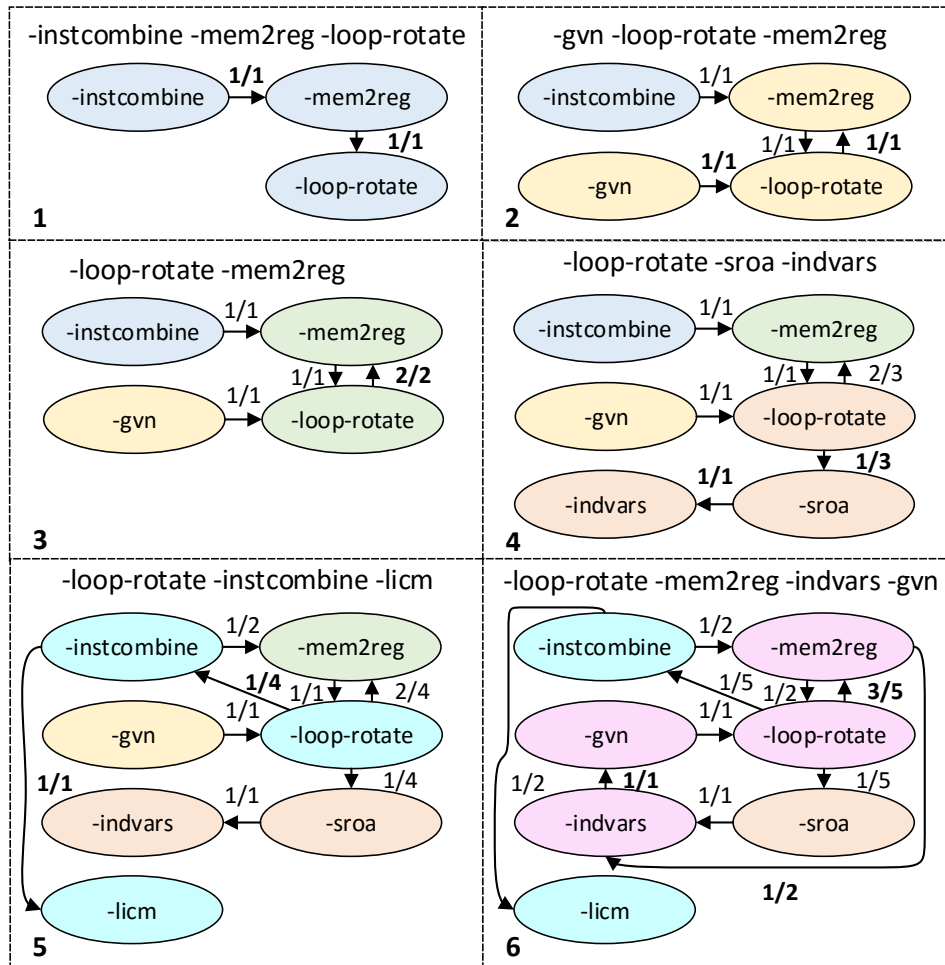 -instcombine -mem2reg -loop-rotate
-instcombine
1/1
-mem2reg
1/1
-loop-rotate
1
-gvn -loop-rotate -mem2reg
-instcombine
1/1
-mem2reg
1/1
1/1
-gvn
1/1
-loop-rotate
2
-loop-rotate -mem2reg
-instcombine
1/1
-mem2reg
1/1
2/2
-gvn
1/1
-loop-rotate
3
-loop-rotate -sroa -indvars
-instcombine
1/1
-mem2reg
1/1
2/3
-gvn
1/1
-loop-rotate
1/3
-indvars
1/1
-sroa
4
-loop-rotate -instcombine -licm
-instcombine
1/2
-mem2reg
1/4
1/1
2/4
-gvn
1/1
-loop-rotate
1/4
1/1
-indvars
1/1
-sroa
-licm
5
-loop-rotate -mem2reg -indvars -gvn
-instcombine
1/2
-mem2reg
1/5
1/2
3/5
-gvn
1/1
-loop-rotate
1/2
1/1
1/5
-indvars
1/1
-sroa
1/2
-licm
6